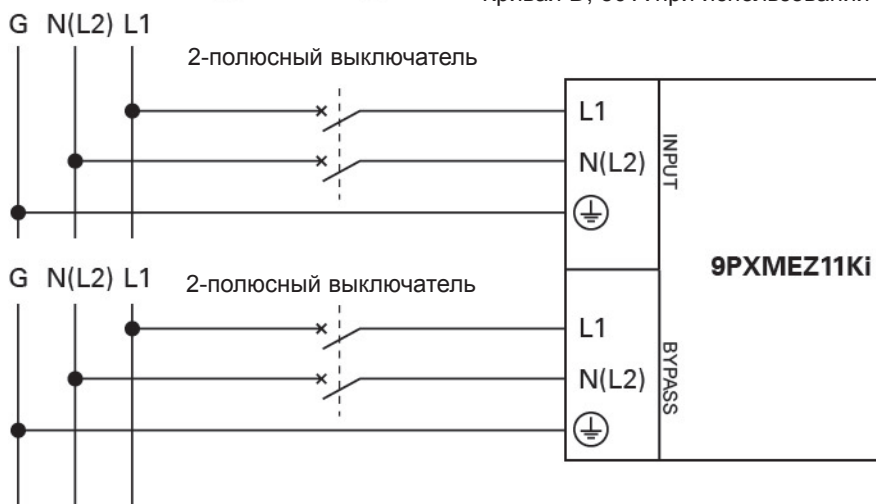 G N(L2) L1
2-полюсный выключатель
L1
N(L2)
INPUT
9PXMEZ11Ki
G N(L2) L1
2-полюсный выключатель
L1
N(L2)
BYPASS